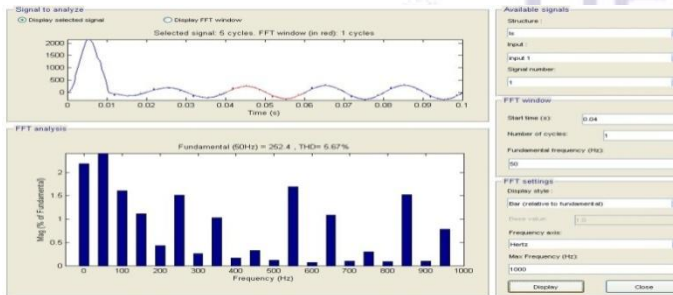 Signal to analyze
Display selected signal
Display FFT window
Selected signal: 5 cycles. FFT window (in red): 1 cycles
2000
1500
1000
500
0
0
0.01
0.02
0.03
0.04
0.05
0.06
0.07
0.08
0.09
0.1
Time (s)
FFT analysis
Fundamental (50Hz) = 252.4 , THD= 5.67%
Mag (% of Fundamental)
2
1.5
1
0.5
0
0
100
200
300
400
500
600
700
800
900
1000
Frequency (Hz)
Available signals
Structure :
Input :
input 1
Signal number:
1
FFT window
Start time (s):
0.04
Number of cycles:
1
Fundamental frequency (Hz):
50
FFT settings
Display style :
Bar (relative to fundamental)
Base value:
1.0
Frequency axis:
Hertz
Max Frequency (Hz):
1000
Display
Close